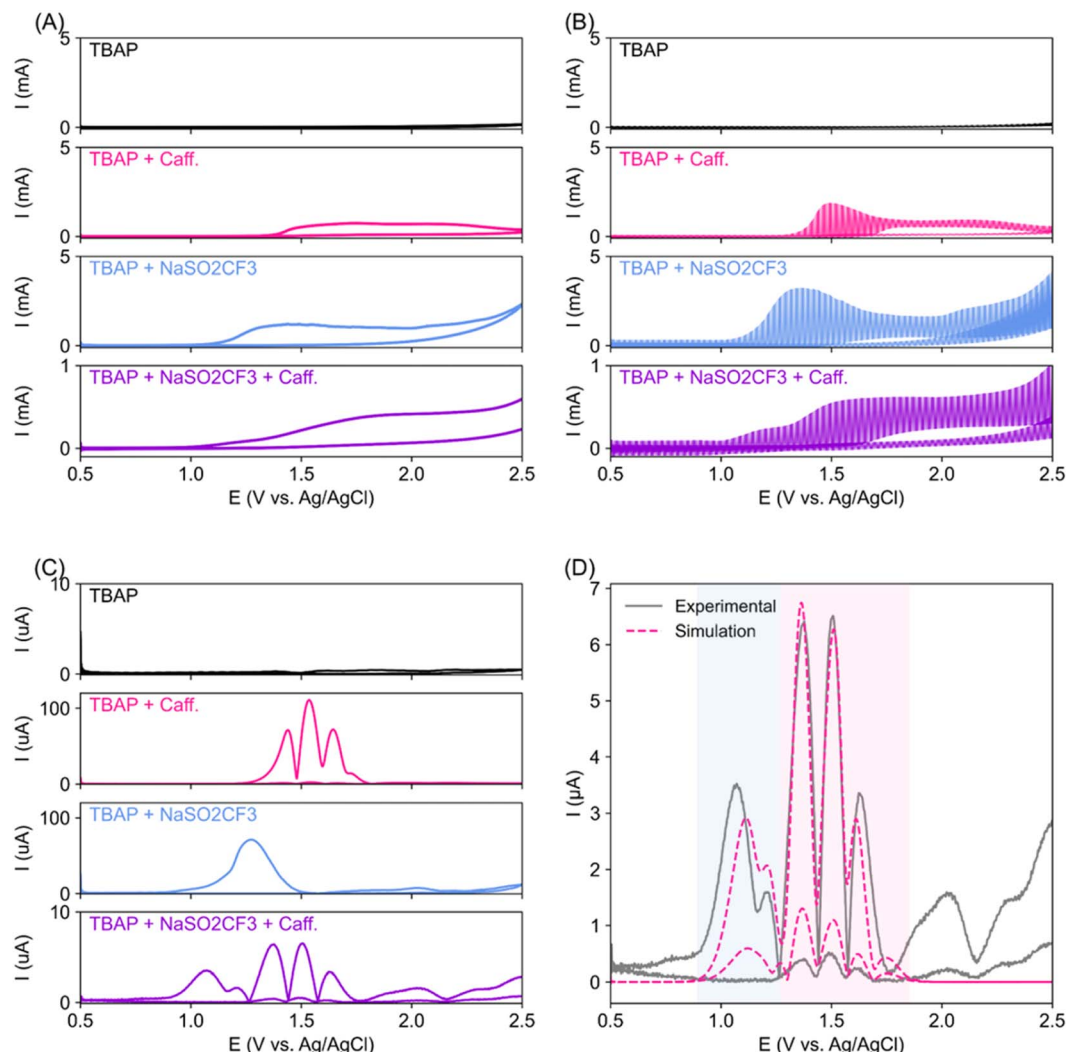 (A)
5
TBAP
I (mA)
0
5
TBAP + Caff.
I (mA)
0
5
TBAP + NaSO2CF3
I (mA)
0
1
TBAP + NaSO2CF3 + Caff.
I (mA)
0
0.5 1.0 1.5 2.0 2.5
E (V vs. Ag/AgCl)
(B)
5
TBAP
I (mA)
0
5
TBAP + Caff.
I (mA)
0
5
TBAP + NaSO2CF3
I (mA)
0
1
TBAP + NaSO2CF3 + Caff.
I (mA)
0
0.5 1.0 1.5 2.0 2.5
E (V vs. Ag/AgCl)
(C)
10
TBAP
I (uA)
0
100
TBAP + Caff.
I (uA)
0
100
TBAP + NaSO2CF3
I (uA)
0
10
TBAP + NaSO2CF3 + Caff.
I (uA)
0
0.5 1.0 1.5 2.0 2.5
E (V vs. Ag/AgCl)
(D)
7
6
5
4
3
2
1
0
I (µA)
Experimental
Simulation
0.5 1.0 1.5 2.0 2.5
E (V vs. Ag/AgCl)